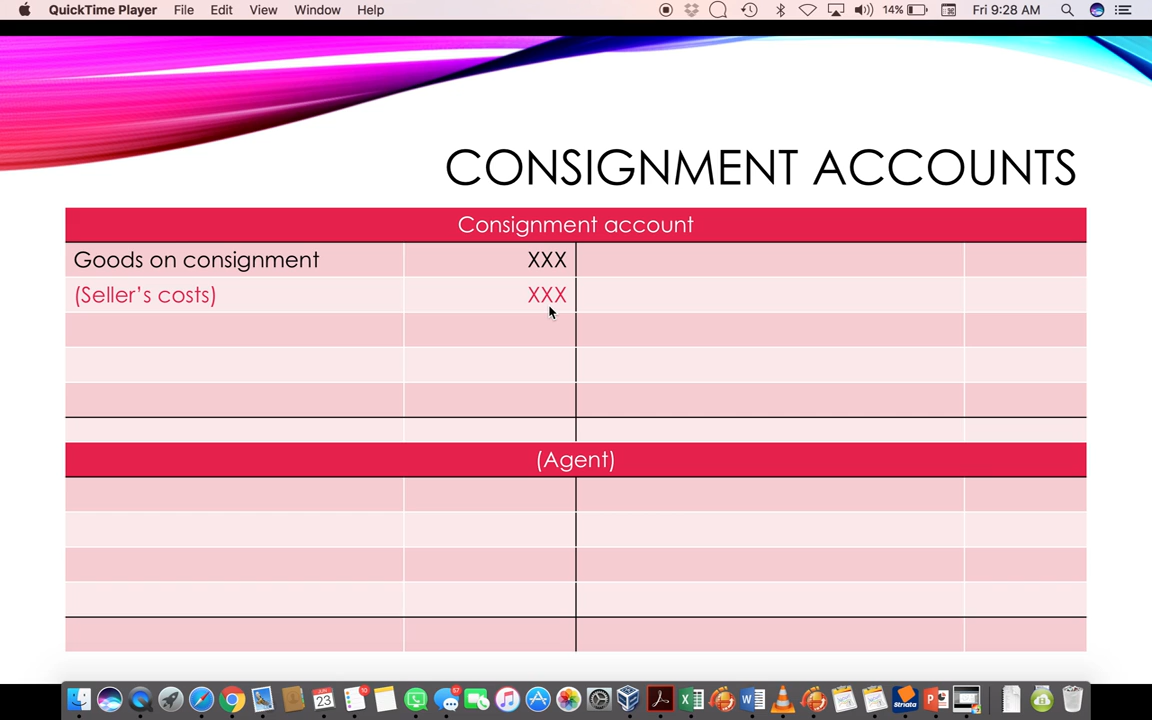 QuickTime Player File Edit View Window Help 14% Fri 9:28 AM
CONSIGNMENT ACCOUNTS
Consignment account
Goods on consignment XXX
(Seller's costs) XXX
(Agent)